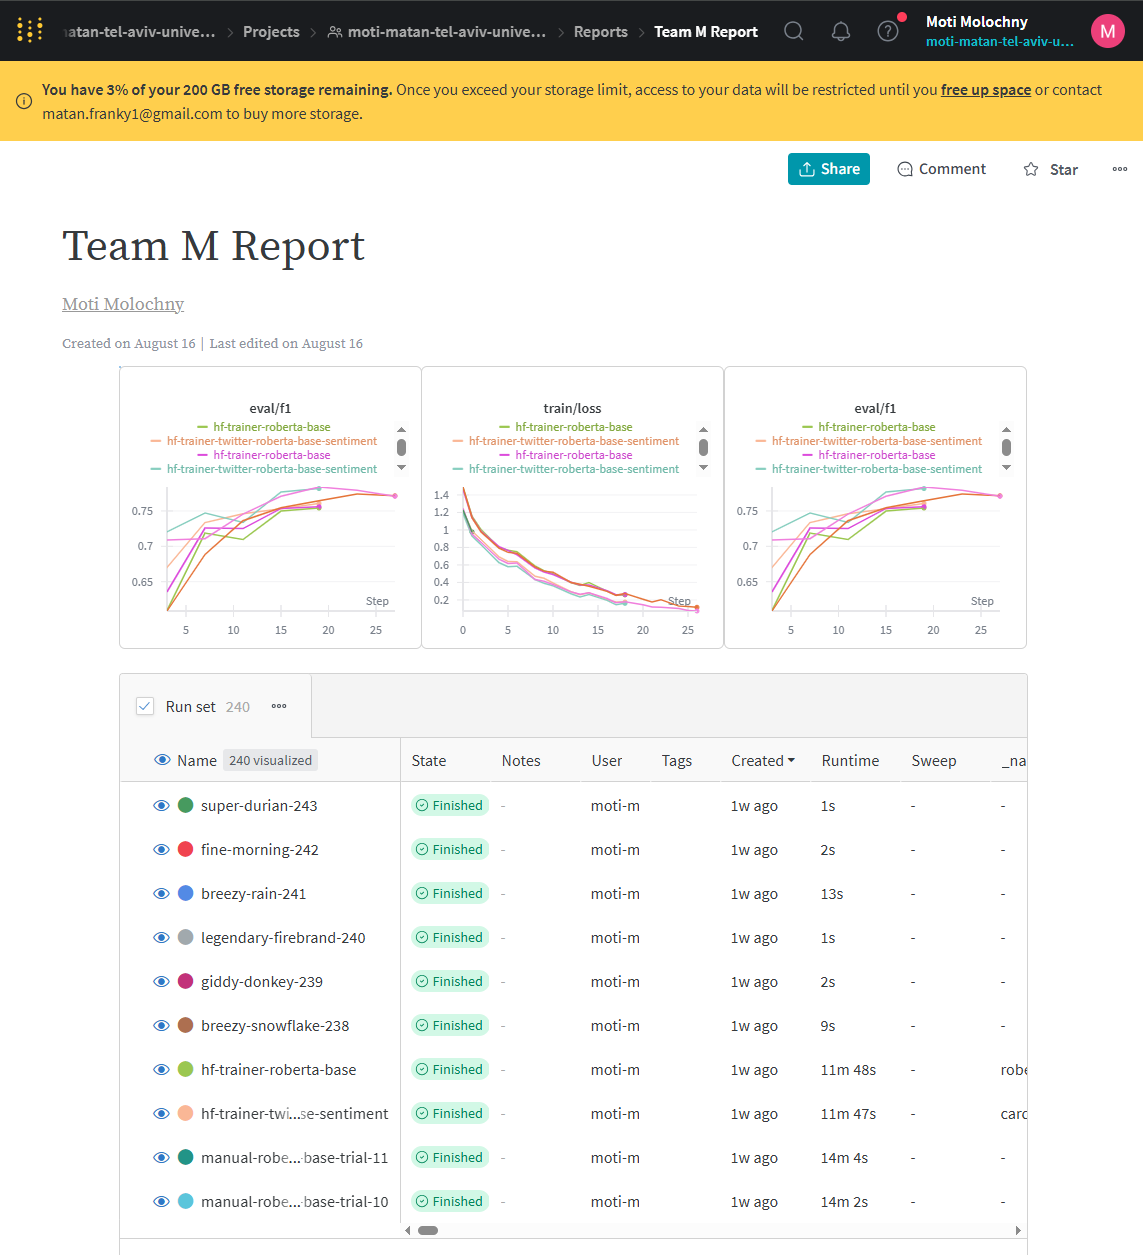 atan-tel-aviv-unive... > Projects > moti-matan-tel-aviv-unive... > Reports > Team M Report
Moti Molochny
moti-matan-tel-aviv-u...
M
You have 3% of your 200 GB free storage remaining. Once you exceed your storage limit, access to your data will be restricted until you free up space or contact
matan.franky1@gmail.com to buy more storage.
Share Comment Star
Team M Report
Moti Molochny
Created on August 16 | Last edited on August 16
eval/f1
hf-trainer-roberta-base
hf-trainer-twitter-roberta-base-sentiment
hf-trainer-roberta-base
hf-trainer-twitter-roberta-base-sentiment
0.75
0.7
0.65
Step
5 10 15 20 25
train/loss
hf-trainer-roberta-base
hf-trainer-twitter-roberta-base-sentiment
hf-trainer-roberta-base
hf-trainer-twitter-roberta-base-sentiment
1.4
1.2
1
0.8
0.6
0.4
0.2
Step
0 5 10 15 20 25
eval/f1
hf-trainer-roberta-base
hf-trainer-twitter-roberta-base-sentiment
hf-trainer-roberta-base
hf-trainer-twitter-roberta-base-sentiment
0.75
0.7
0.65
Step
5 10 15 20 25
Run set 240
Name 240 visualized State Notes User Tags Created Runtime Sweep _na
super-durian-243 Finished - moti-m 1w ago 1s - -
fine-morning-242 Finished - moti-m 1w ago 2s - -
breezy-rain-241 Finished - moti-m 1w ago 13s - -
legendary-firebrand-240 Finished - moti-m 1w ago 1s - -
giddy-donkey-239 Finished - moti-m 1w ago 2s - -
breezy-snowflake-238 Finished - moti-m 1w ago 9s - -
hf-trainer-roberta-base Finished - moti-m 1w ago 11m 48s - robe
hf-trainer-twi...se-sentiment Finished - moti-m 1w ago 11m 47s - card
manual-robe...-base-trial-11 Finished - moti-m 1w ago 14m 4s - -
manual-robe...-base-trial-10 Finished - moti-m 1w ago 14m 2s - -